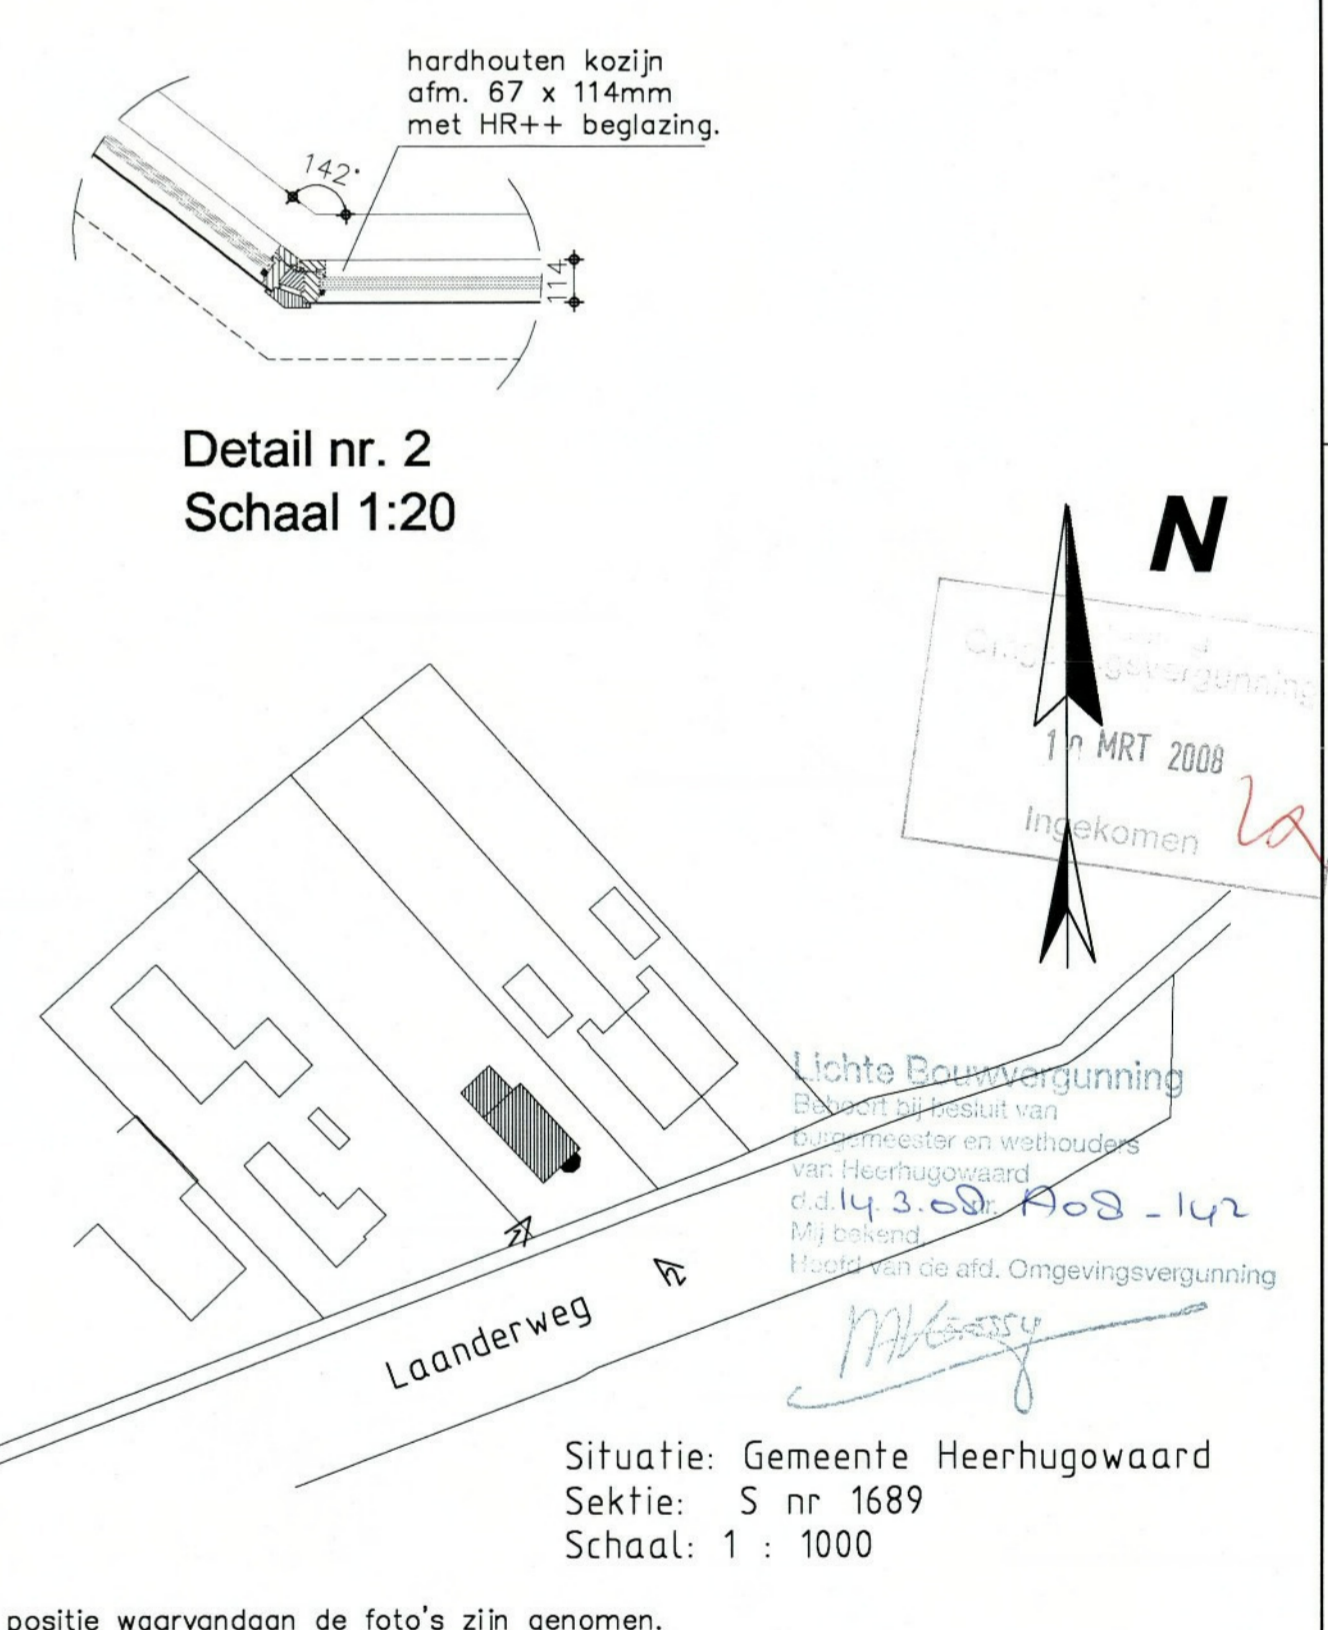 hardhouten kozijn
afm. 67 x 114mm
met HR++ beglazing.
142°
114
Detail nr. 2
Schaal 1:20
N
Omgevingsvergunning
MRT 2008
Ingekomen
Lichte Bouwvergunning
Behoort bij besluit van
burgemeester en wethouders
van Heerhugowaard
d.d. 14.3.08 nr. A08-142
Mij bekend,
Hoofd van de afd. Omgevingsvergunning
Laanderweg
Situatie: Gemeente Heerhugowaard
Sektie: S nr 1689
Schaal: 1 : 1000
positie waarvandaan de foto's zijn genomen.